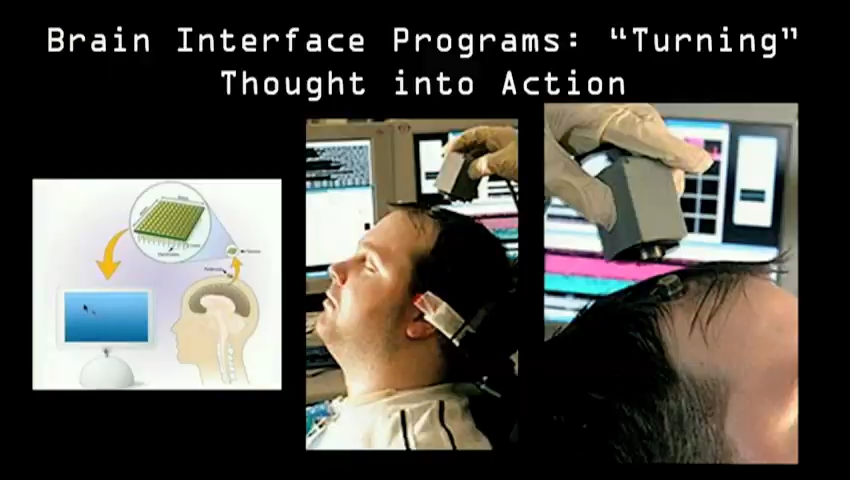 Brain Interface Programs: “Turning”
Thought into Action